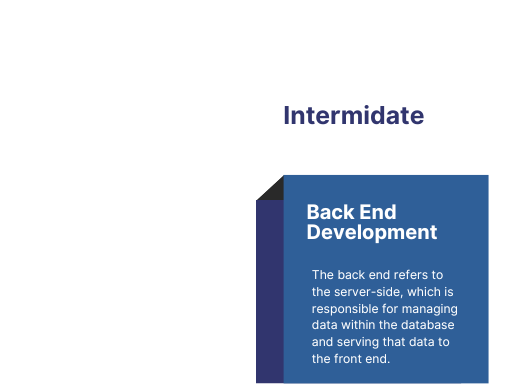 Intermidate
Back End
Development
The back end refers to
the server-side, which is
responsible for managing
data within the database
and serving that data to
the front end.